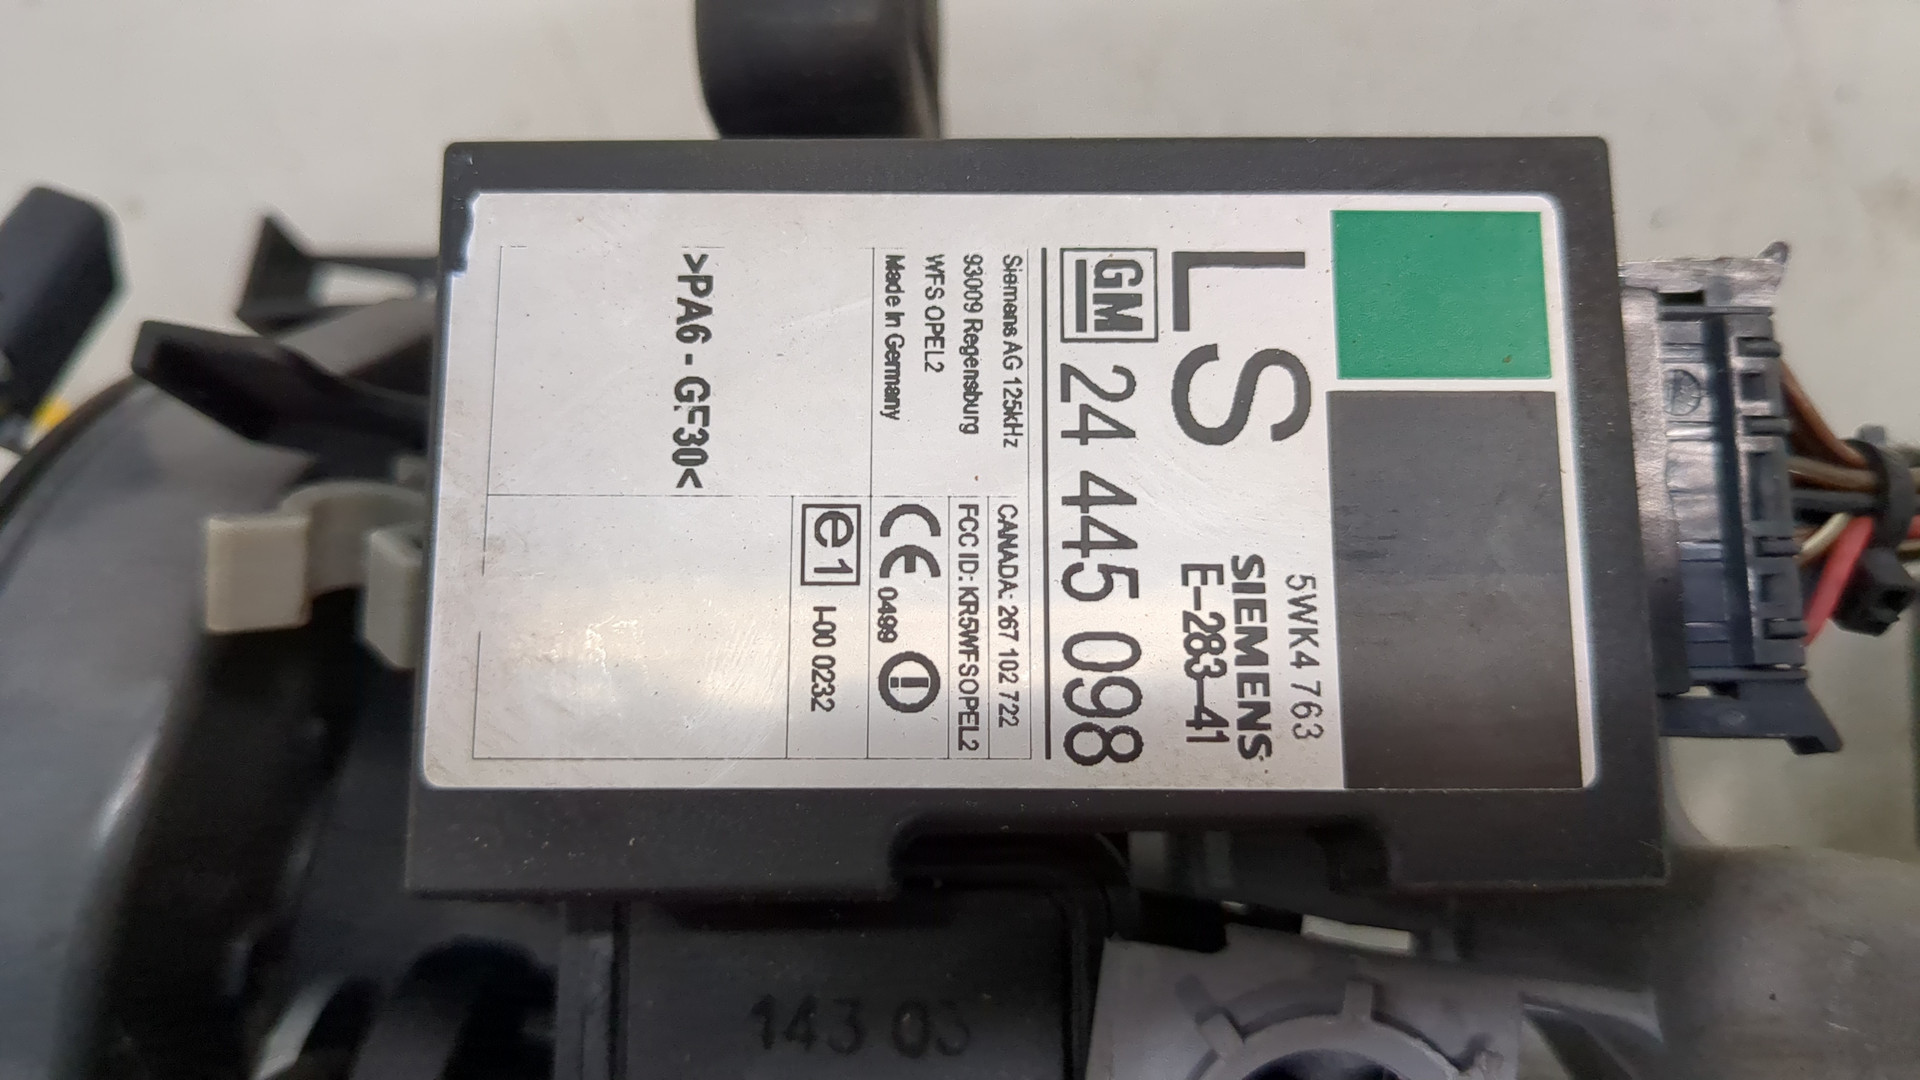 LS
5WK4 763
SIEMENS
E-283-41
GM 24 445 098
Siemens AG 125kHz
93009 Regensburg
WFS OPEL2
Made in Germany
CANADA: 267 102 722
FCC ID: KR5WFSOPEL2
CE 0499
e1 I-00 0232
>PA6 - GF30<
143 03